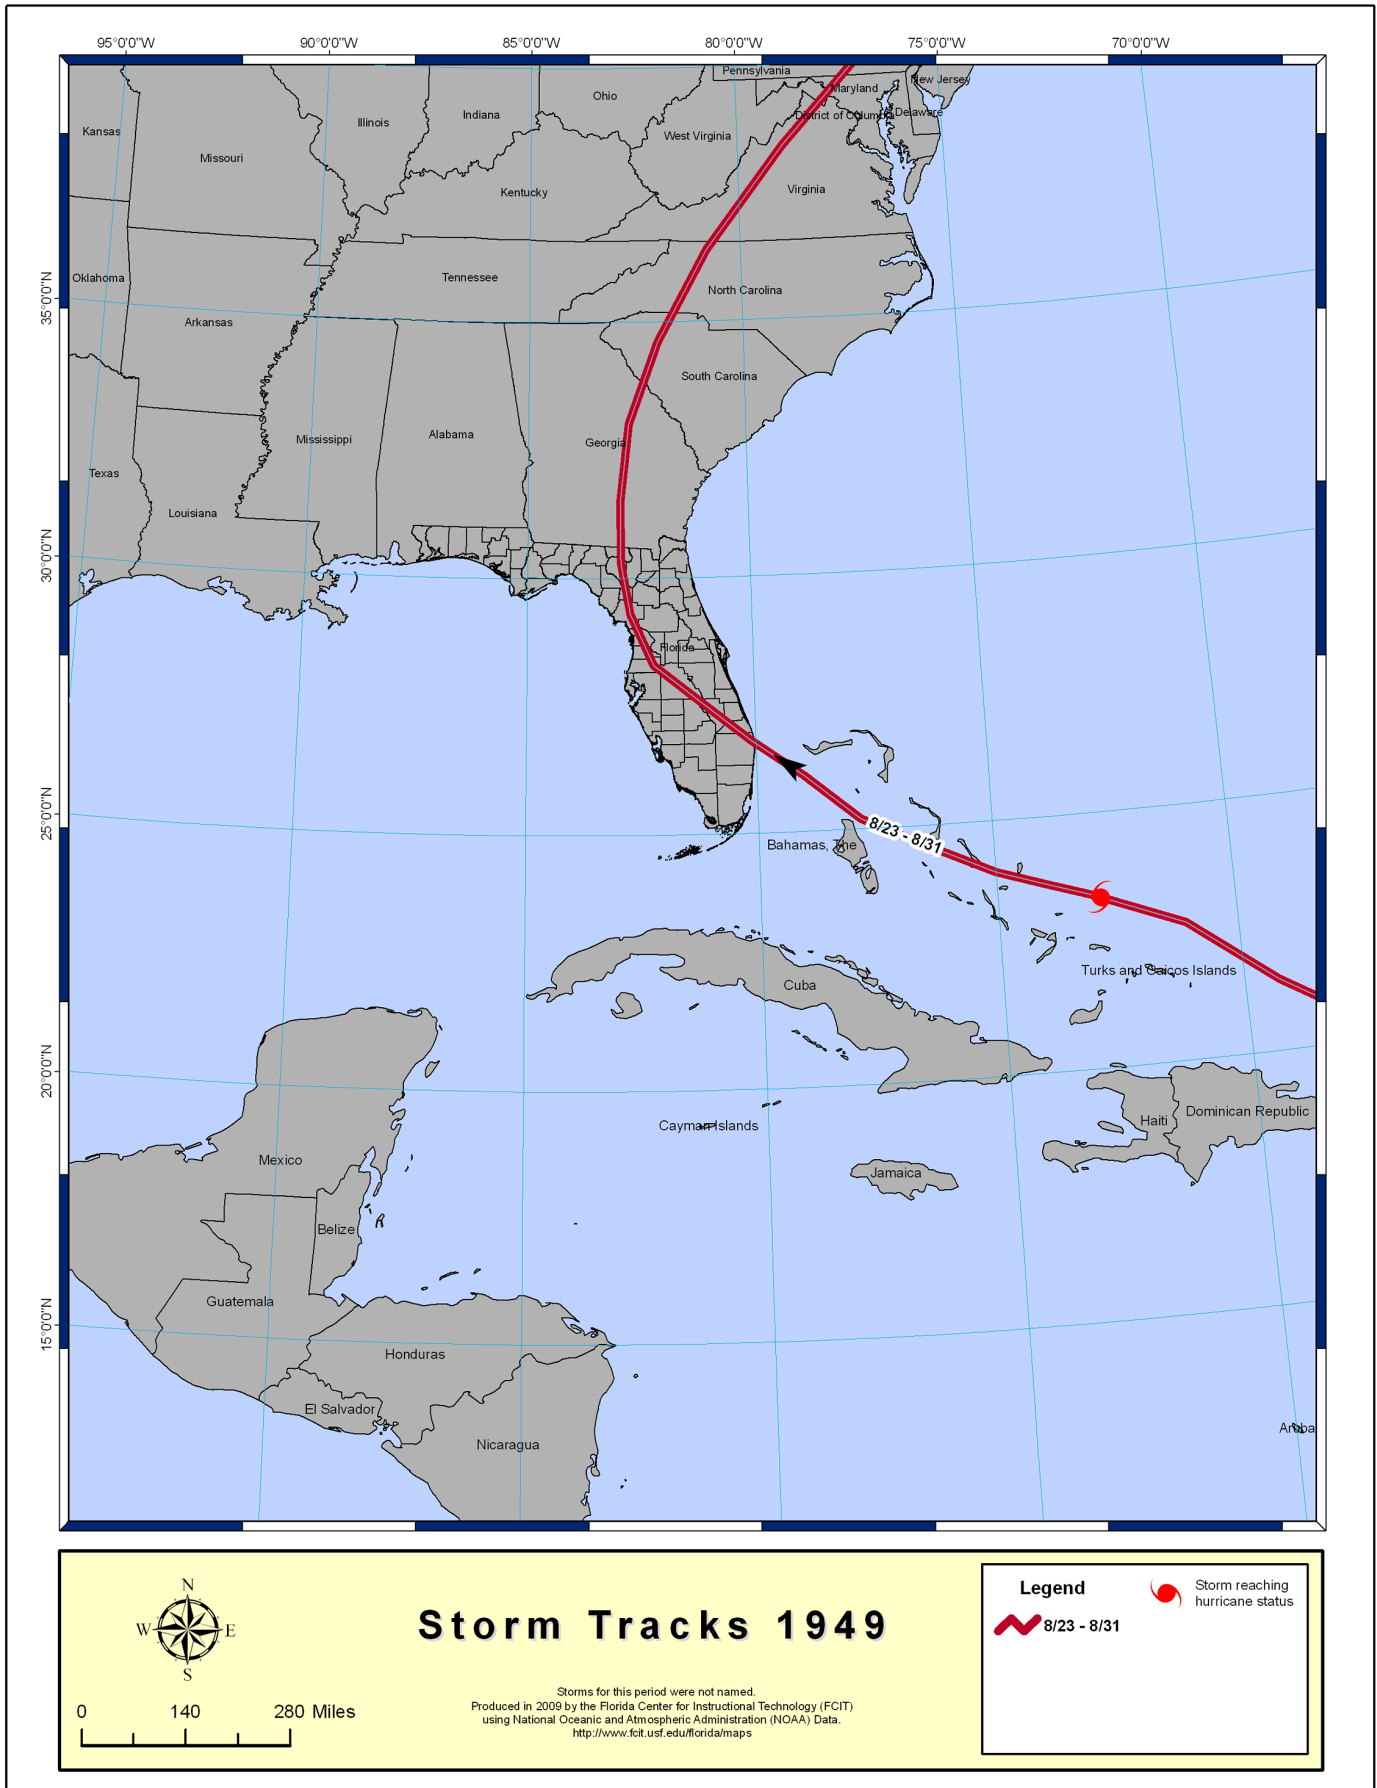 95°0'0"W 90°0'0"W 85°0'0"W 80°0'0"W 75°0'0"W 70°0'0"W
Pennsylvania
New Jersey
Maryland
Ohio
Delaware
District of Columbia
Indiana
Illinois
Kansas
West Virginia
Missouri
Virginia
Kentucky
Oklahoma
Tennessee
35°0'0"N
North Carolina
Arkansas
South Carolina
Alabama
Mississippi
Georgia
Texas
Louisiana
30°0'0"N
Florida
25°0'0"N
8/23 - 8/31
Bahamas, The
Turks and Caicos Islands
Cuba
20°0'0"N
Dominican Republic
Haiti
Cayman Islands
Mexico
Jamaica
Belize
Guatemala
15°0'0"N
Honduras
El Salvador
Aruba
Nicaragua
N
W E
S
0 140 280 Miles
Storm Tracks 1949
Storms for this period were not named.
Produced in 2009 by the Florida Center for Instructional Technology (FCIT)
using National Oceanic and Atmospheric Administration (NOAA) Data.
http://www.fcit.usf.edu/florida/maps
Legend
8/23 - 8/31
Storm reaching
hurricane status